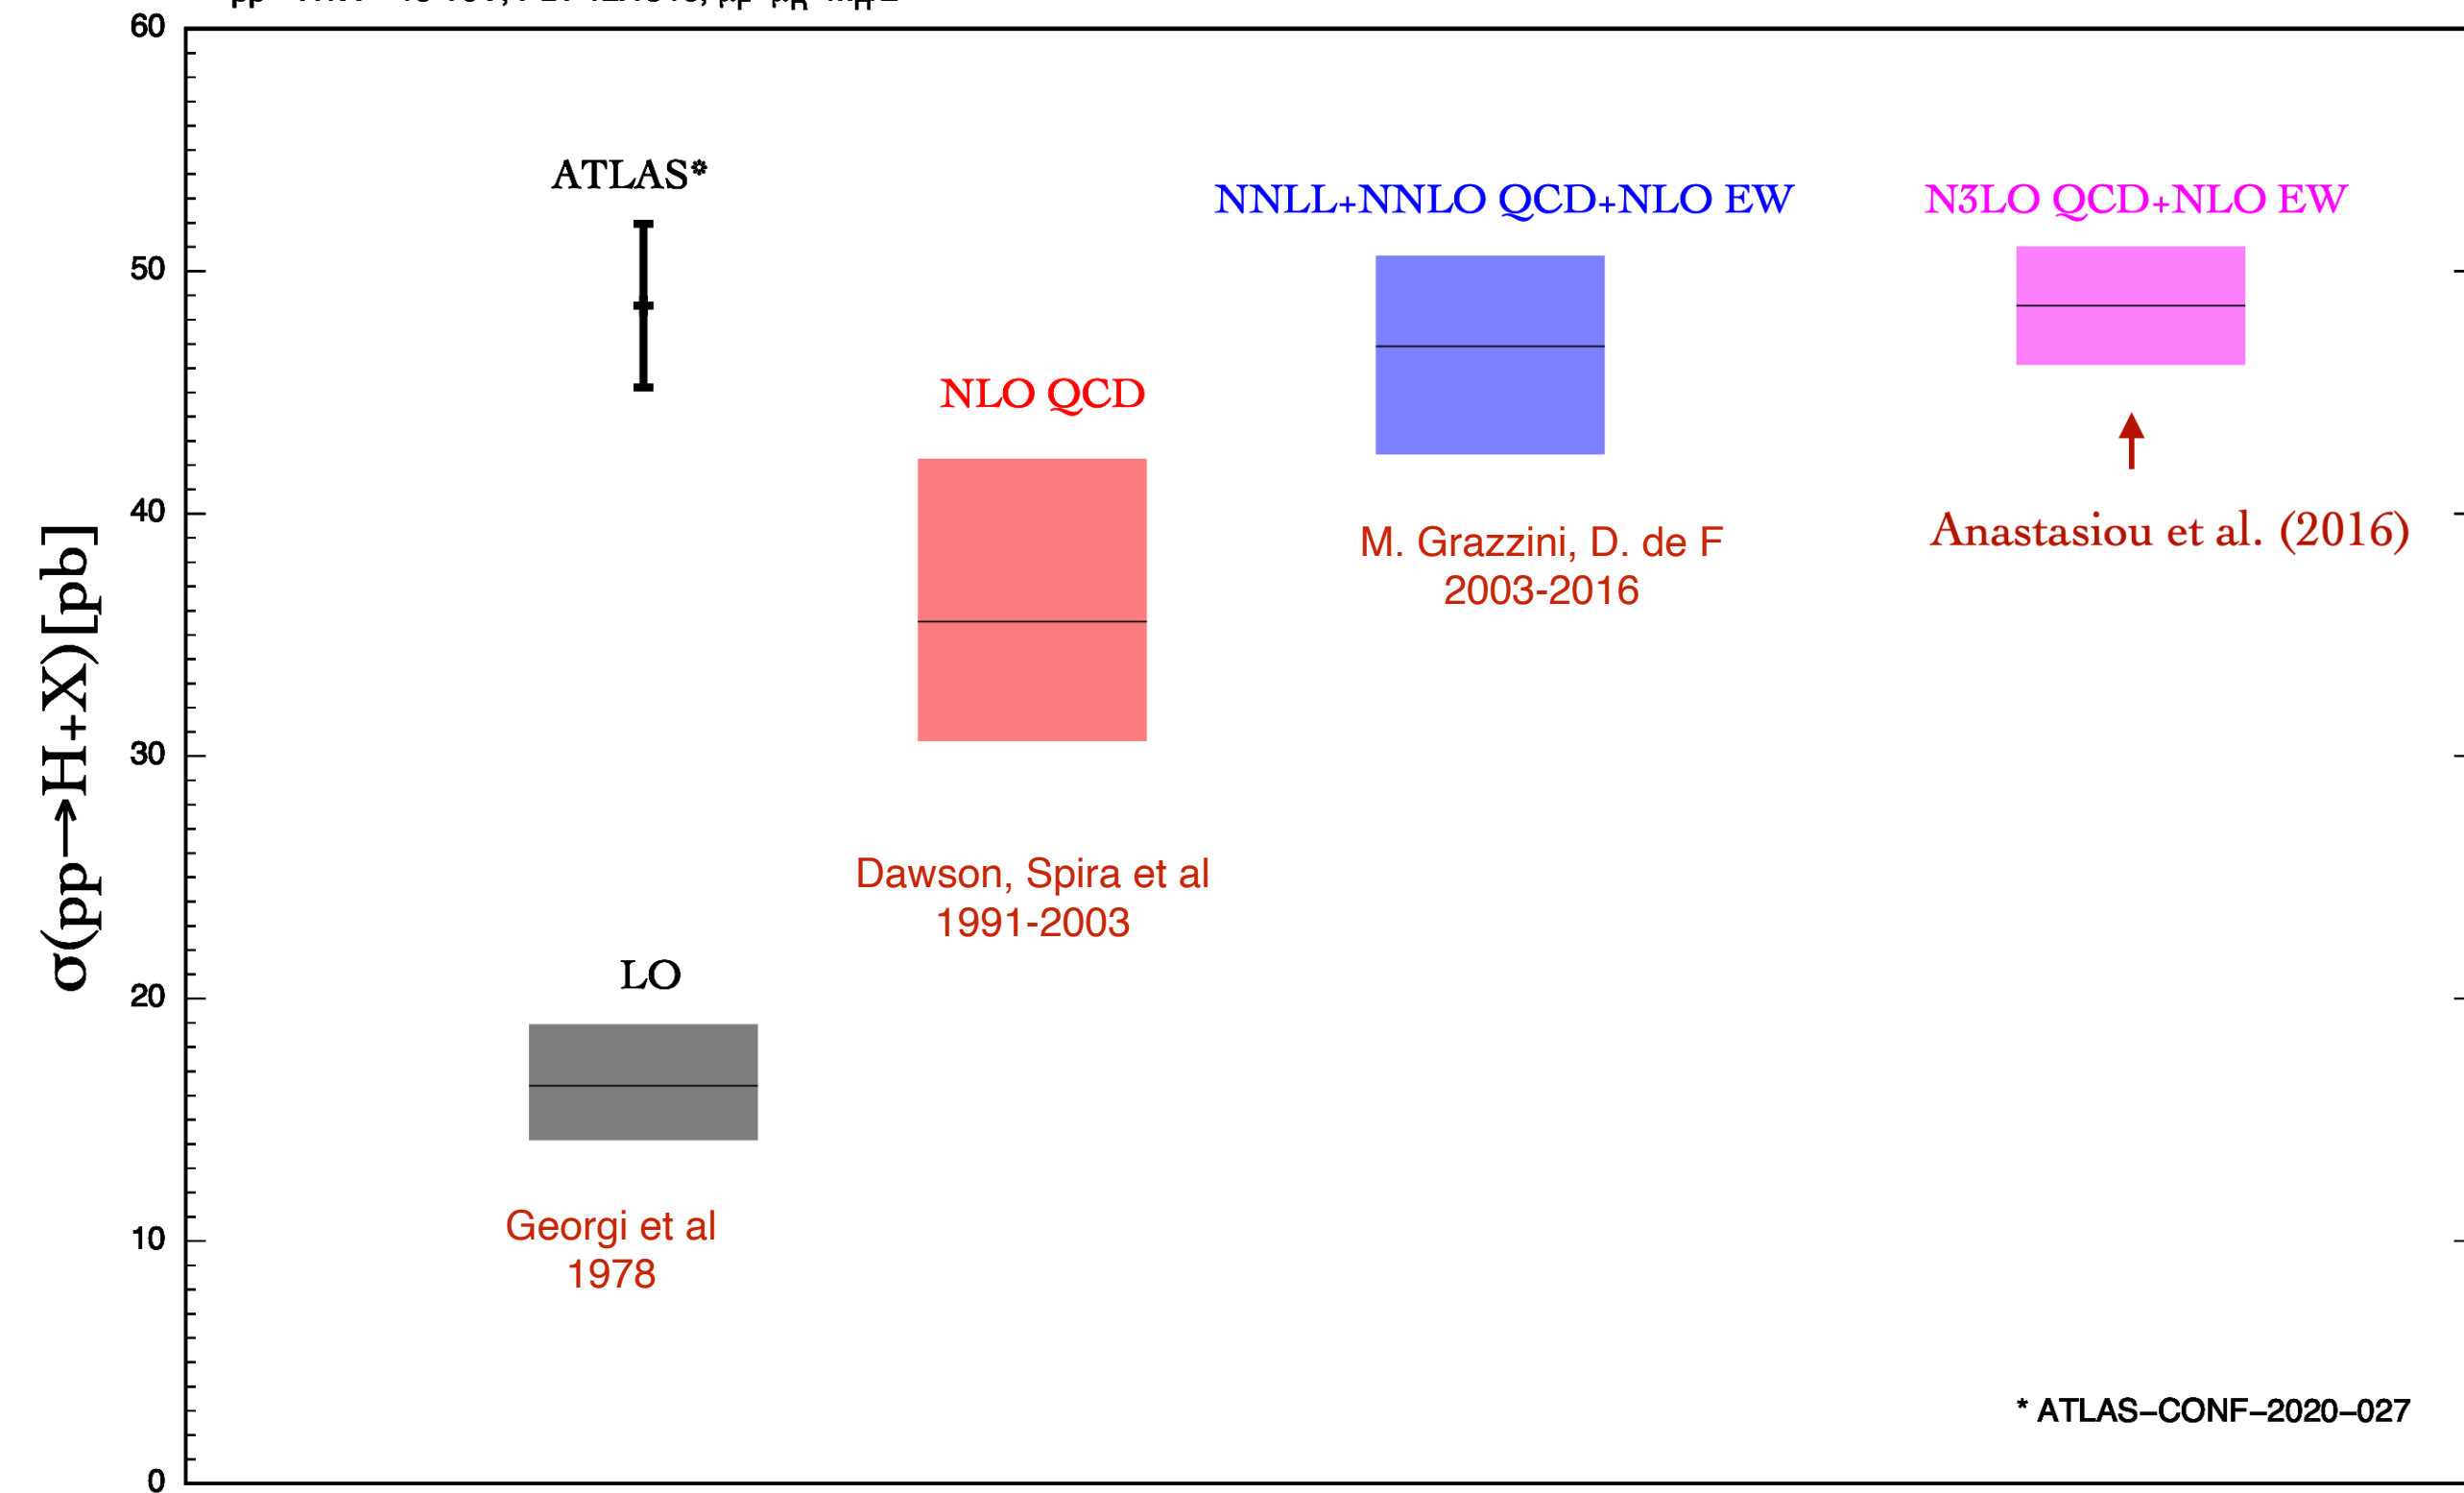 60
ATLAS*
NNLL+NNLO QCD+NLO EW
N3LO QCD+NLO EW
50
NLO QCD
40
Anastasiou et al. (2016)
M. Grazzini, D. de F
2003-2016
σ(pp→H+X)[pb]
30
Dawson, Spira et al
1991-2003
LO
20
Georgi et al
1978
10
* ATLAS–CONF–2020–027
0